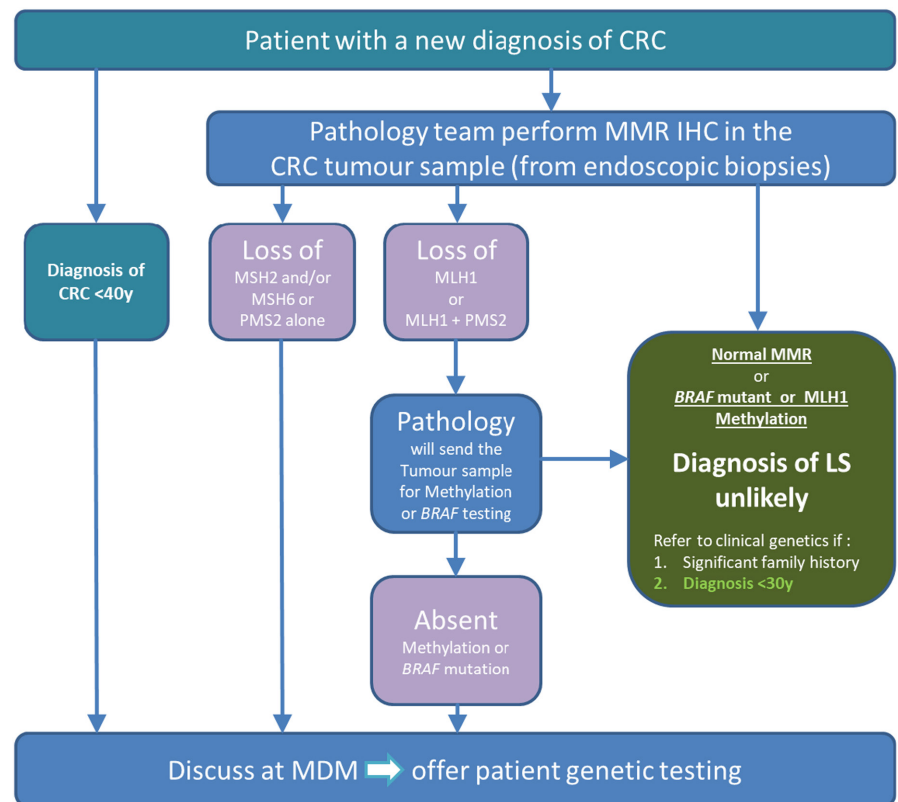 Patient with a new diagnosis of CRC
Pathology team perform MMR IHC in the
CRC tumour sample (from endoscopic biopsies)
Diagnosis of
CRC <40y
Loss of
MSH2 and/or
MSH6 or
PMS2 alone
Loss of
MLH1
or
MLH1 + PMS2
Pathology
will send the
Tumour sample
for Methylation
or BRAF testing
Normal MMR
or
BRAF mutant or MLH1
Methylation
Diagnosis of LS
unlikely
Refer to clinical genetics if :
1. Significant family history
2. Diagnosis <30y
Absent
Methylation or
BRAF mutation
Discuss at MDM ➡ offer patient genetic testing